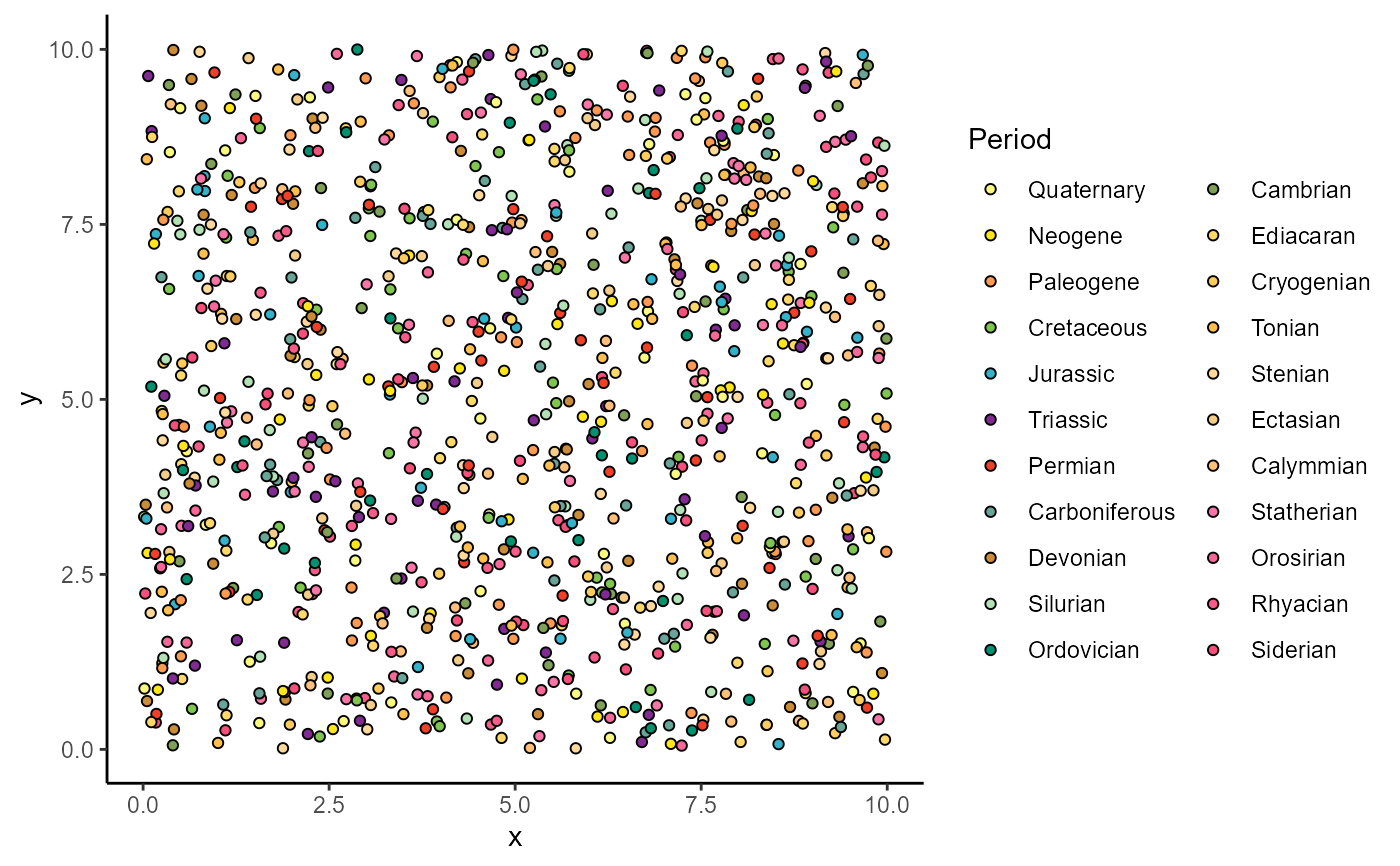 10.0
7.5
5.0
2.5
0.0
y
0.0 2.5 5.0 7.5 10.0
x
Period
Quaternary
Neogene
Paleogene
Cretaceous
Jurassic
Triassic
Permian
Carboniferous
Devonian
Silurian
Ordovician
Cambrian
Ediacaran
Cryogenian
Tonian
Stenian
Ectasian
Calymmian
Statherian
Orosirian
Rhyacian
Siderian